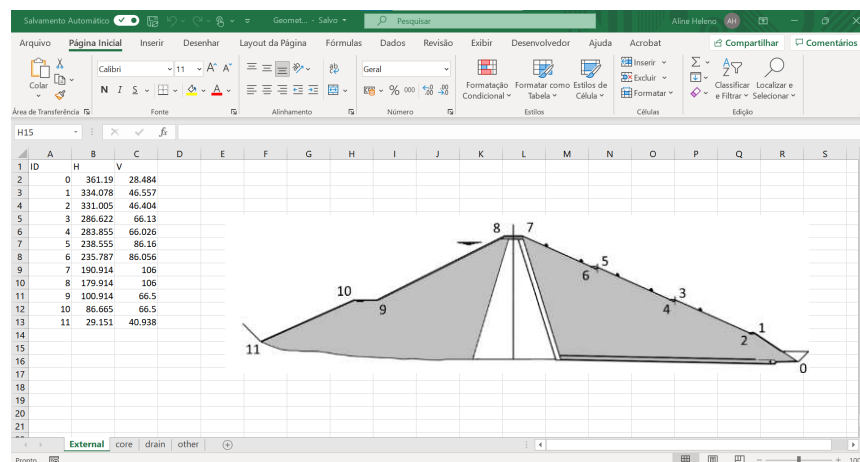 Salvamento Automático Geomet... - Salvo Pesquisar Aline Heleno AH
Arquivo Página Inicial Inserir Desenhar Layout da Página Fórmulas Dados Revisão Exibir Desenvolvedor Ajuda Acrobat Compartilhar Comentários
Colar Calibri 11 A A Geral Inserir
N I S A ab % 000 Formatação Formatar como Estilos de Excluir Classificar Localizar e
Condicional Tabela Célula Formatar e Filtrar Selecionar
Área de Transferência Fonte Alinhamento Número Estilos Células Edição
H15 fx
A B C D E F G H I J K L M N O P Q R S
1 ID H V
2 0 361.19 28.484
3 1 334.078 46.557
4 2 331.005 46.404
5 3 286.622 66.13
6 4 283.855 66.026
7 5 238.555 86.16
8 6 235.787 86.056
9 7 190.914 106
10 8 179.914 106
11 9 100.914 66.5
12 10 86.665 66.5
13 11 29.151 40.938
14
15
16
17
18
19
20
21
8 7
5
6
10
9
3
4
1
2
11
0
External core drain other
Pronto 100